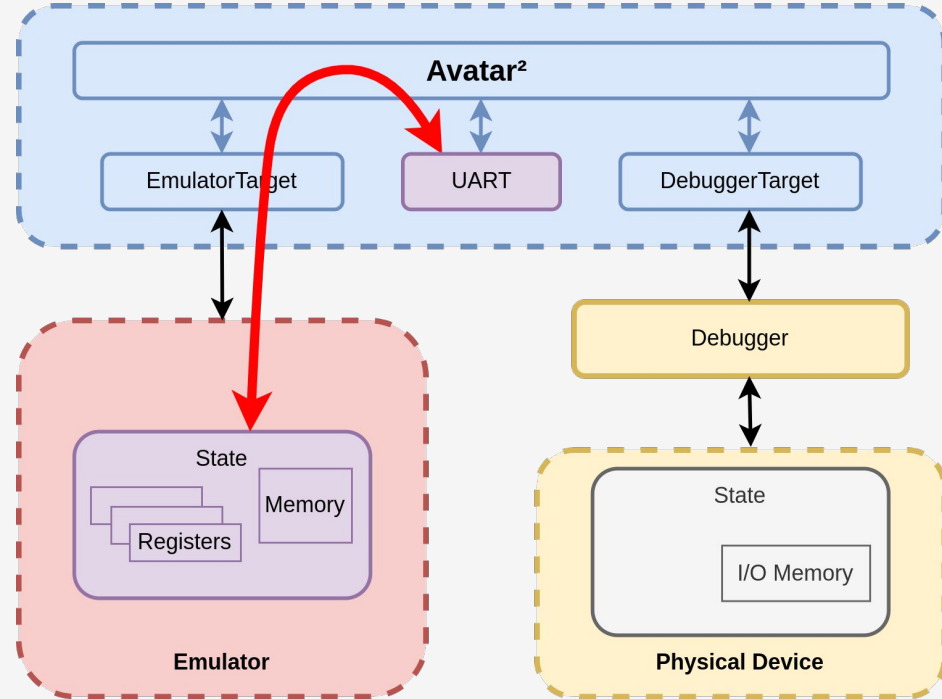 Avatar²
EmulatorTarget
UART
DebuggerTarget
Debugger
State
Memory
Registers
Emulator
State
I/O Memory
Physical Device